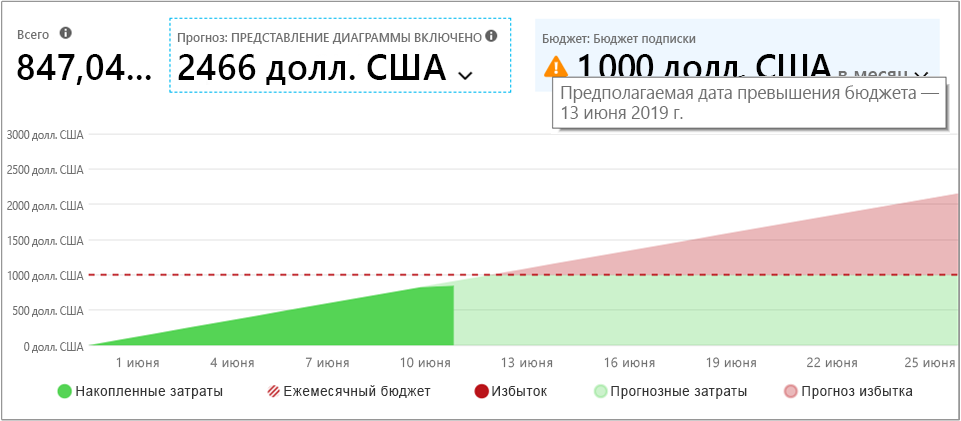 Всего
Прогноз: ПРЕДСТАВЛЕНИЕ ДИАГРАММЫ ВКЛЮЧЕНО
Бюджет: Бюджет подписки
847,04...
2466 долл. США
1 000 долл. США в месяц
Предполагаемая дата превышения бюджета —
13 июня 2019 г.
3000 долл. США
2500 долл. США
2000 долл. США
1500 долл. США
1000 долл. США
500 долл. США
0 долл. США
1 июня 4 июня 7 июня 10 июня 13 июня 16 июня 19 июня 22 июня 25 июня
Накопленные затраты Ежемесячный бюджет Избыток Прогнозные затраты Прогноз избытка